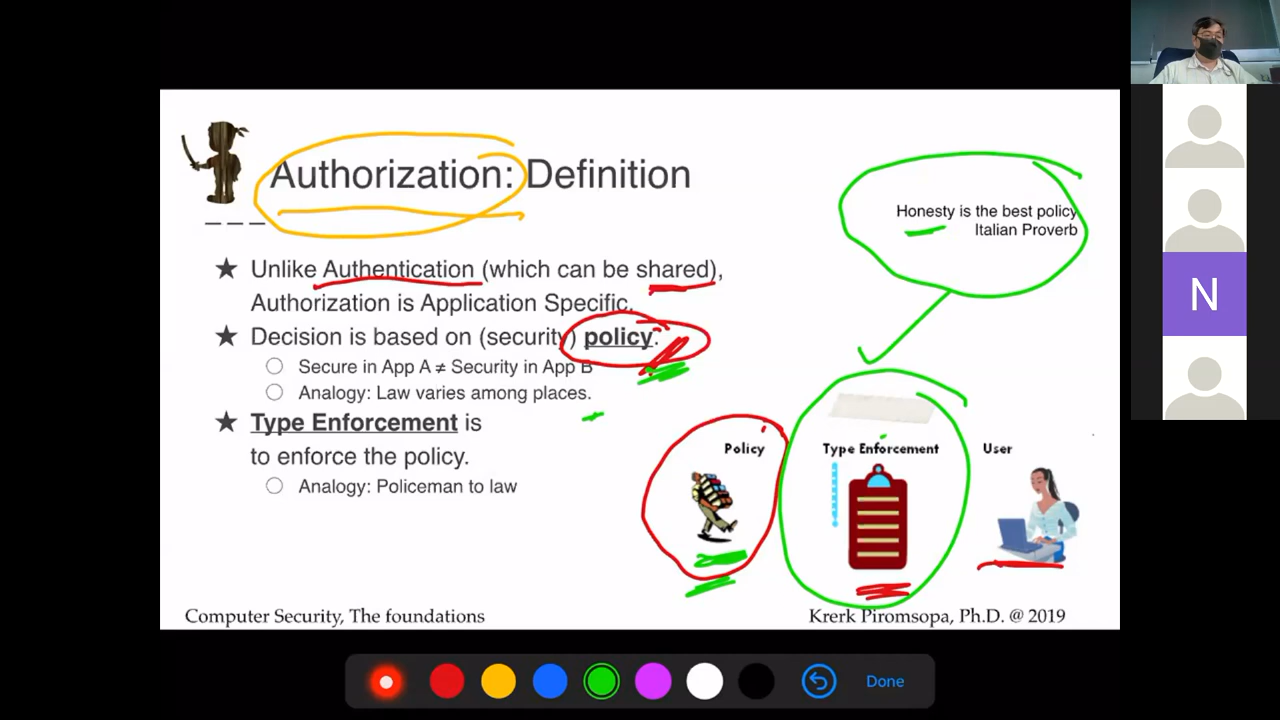 Authorization: Definition
Honesty is the best policy
Italian Proverb
★ Unlike Authentication (which can be shared),
Authorization is Application Specific.
★ Decision is based on (security) policy.
○ Secure in App A ≠ Security in App B
○ Analogy: Law varies among places.
★ Type Enforcement is
to enforce the policy.
○ Analogy: Policeman to law
Policy
Type Enforcement
User
Computer Security, The foundations
Krerk Piromsopa, Ph.D. @ 2019
N
Done